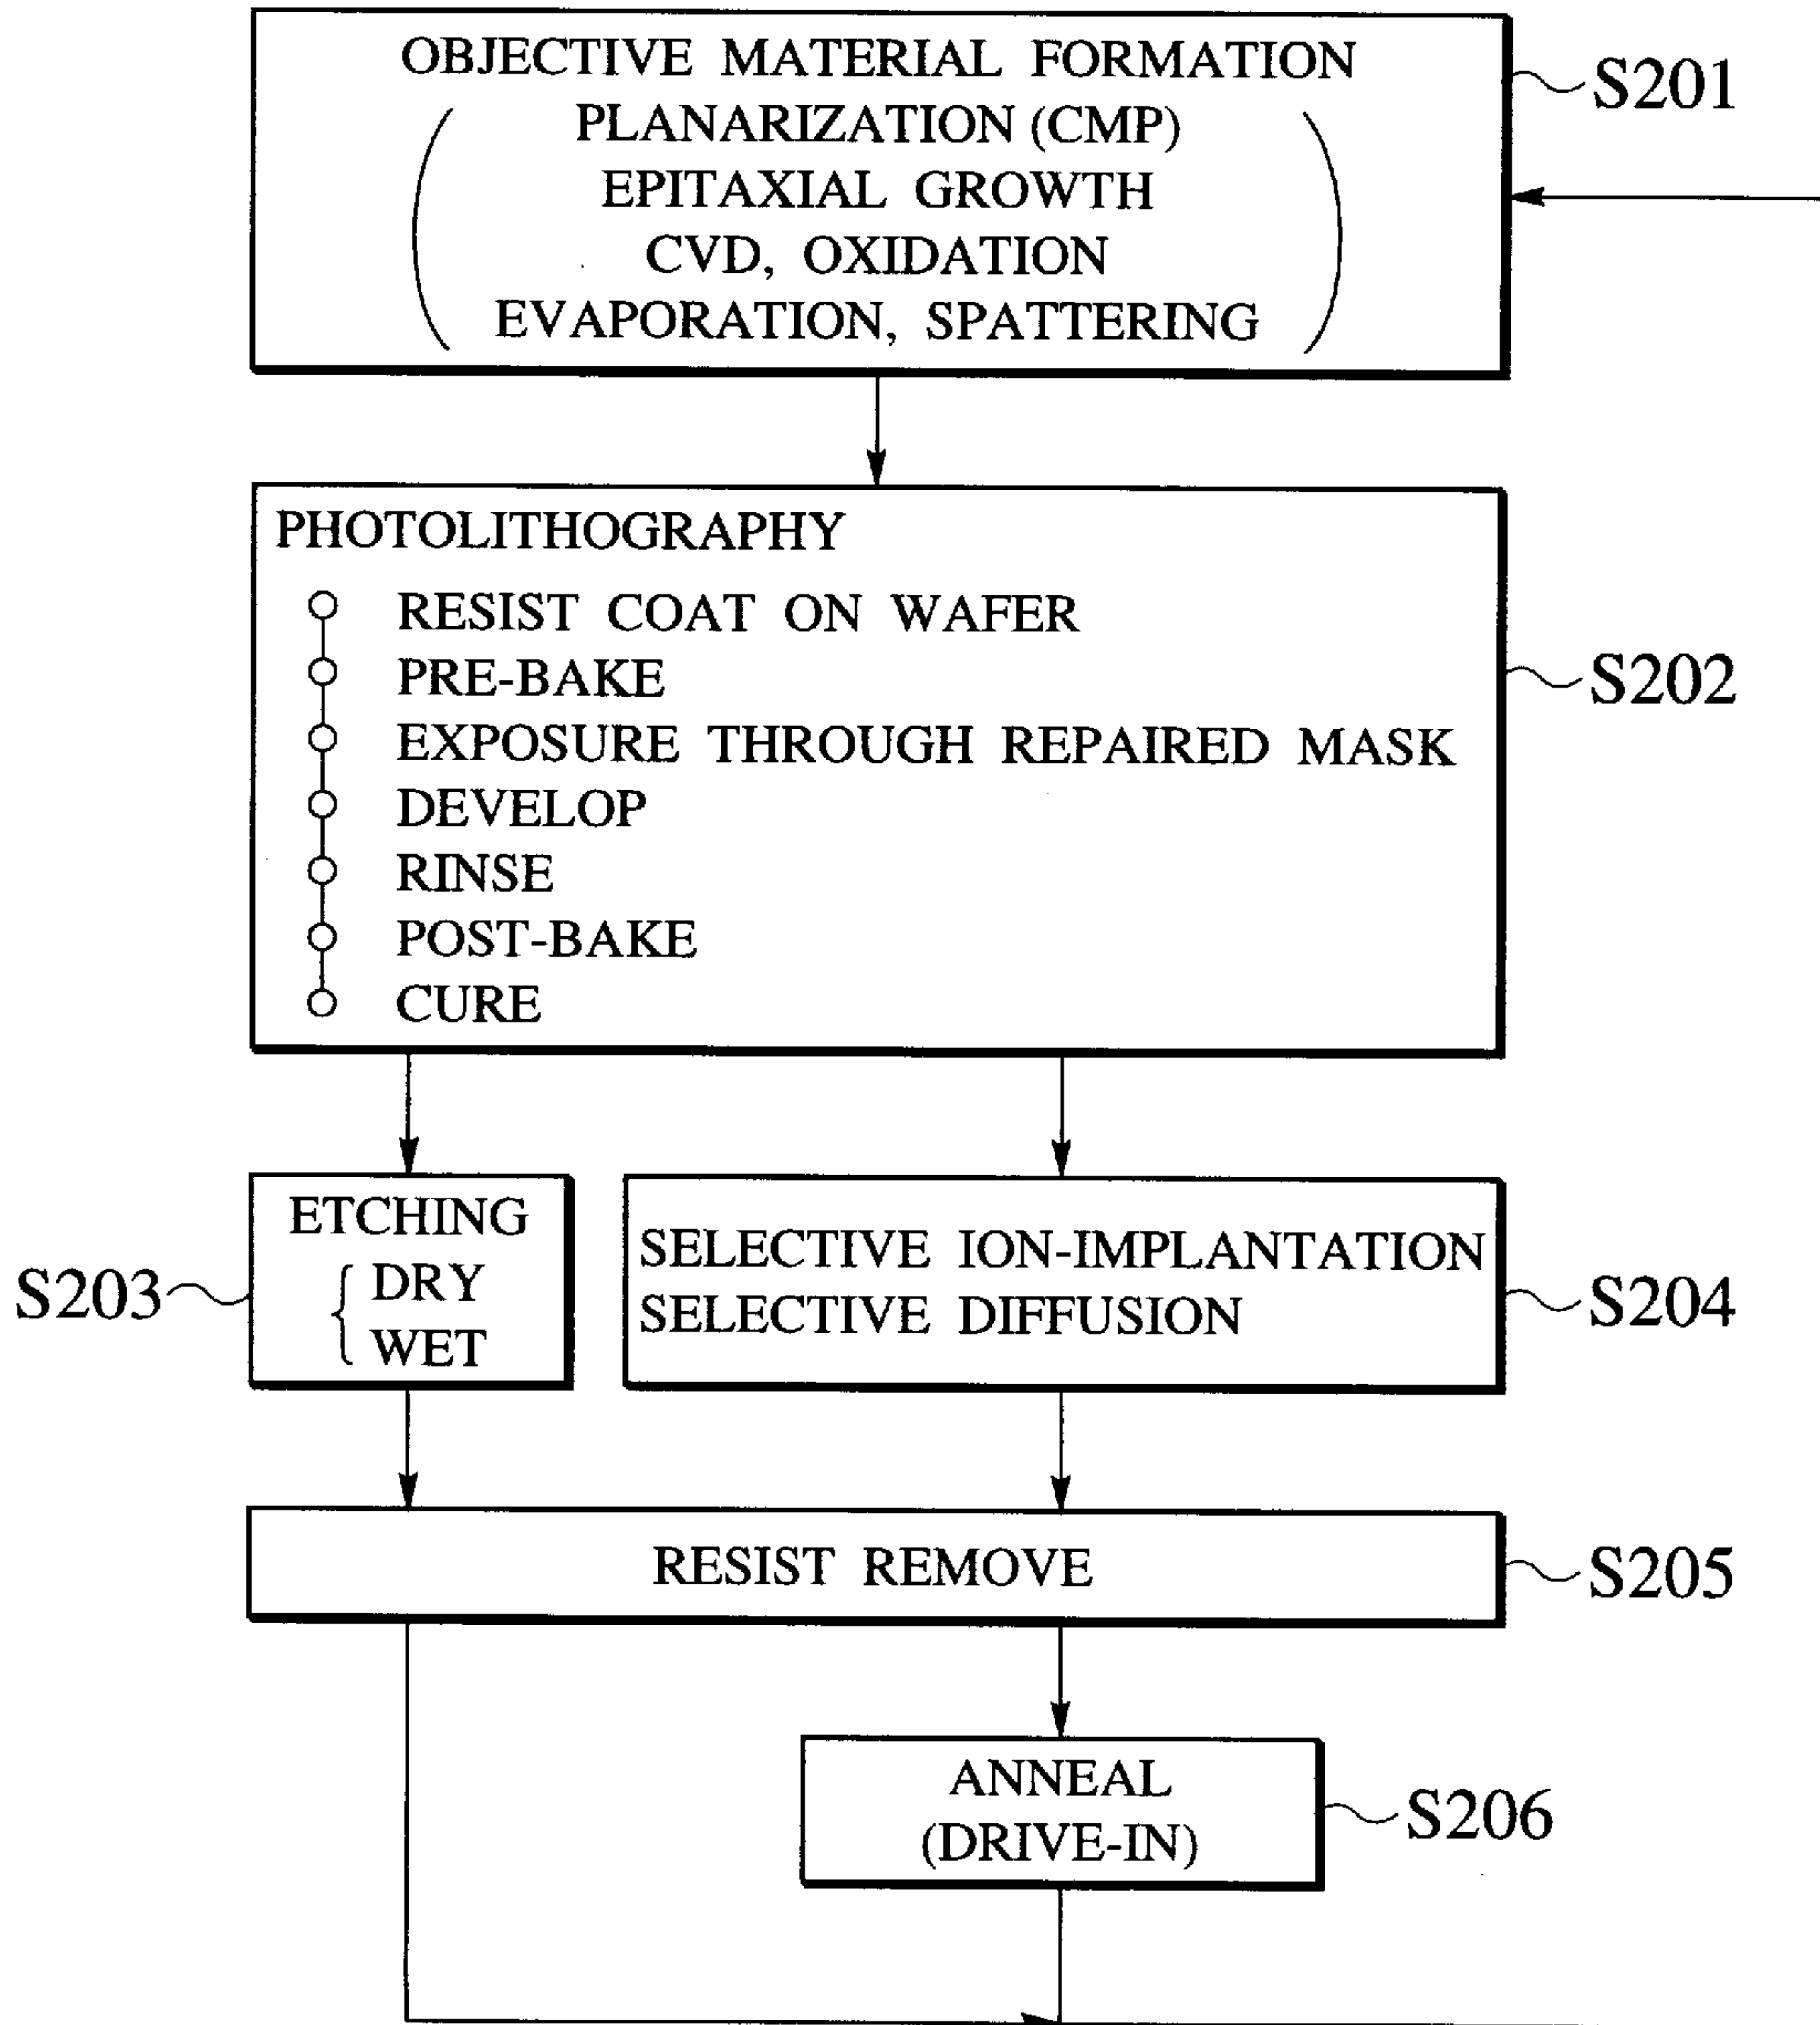 OBJECTIVE MATERIAL FORMATION
PLANARIZATION (CMP)
EPITAXIAL GROWTH
CVD, OXIDATION
EVAPORATION, SPATTERING
S201
PHOTOLITHOGRAPHY
RESIST COAT ON WAFER
PRE-BAKE
EXPOSURE THROUGH REPAIRED MASK
DEVELOP
RINSE
POST-BAKE
CURE
S202
ETCHING
DRY
WET
S203
SELECTIVE ION-IMPLANTATION
SELECTIVE DIFFUSION
S204
RESIST REMOVE
S205
ANNEAL
(DRIVE-IN)
S206